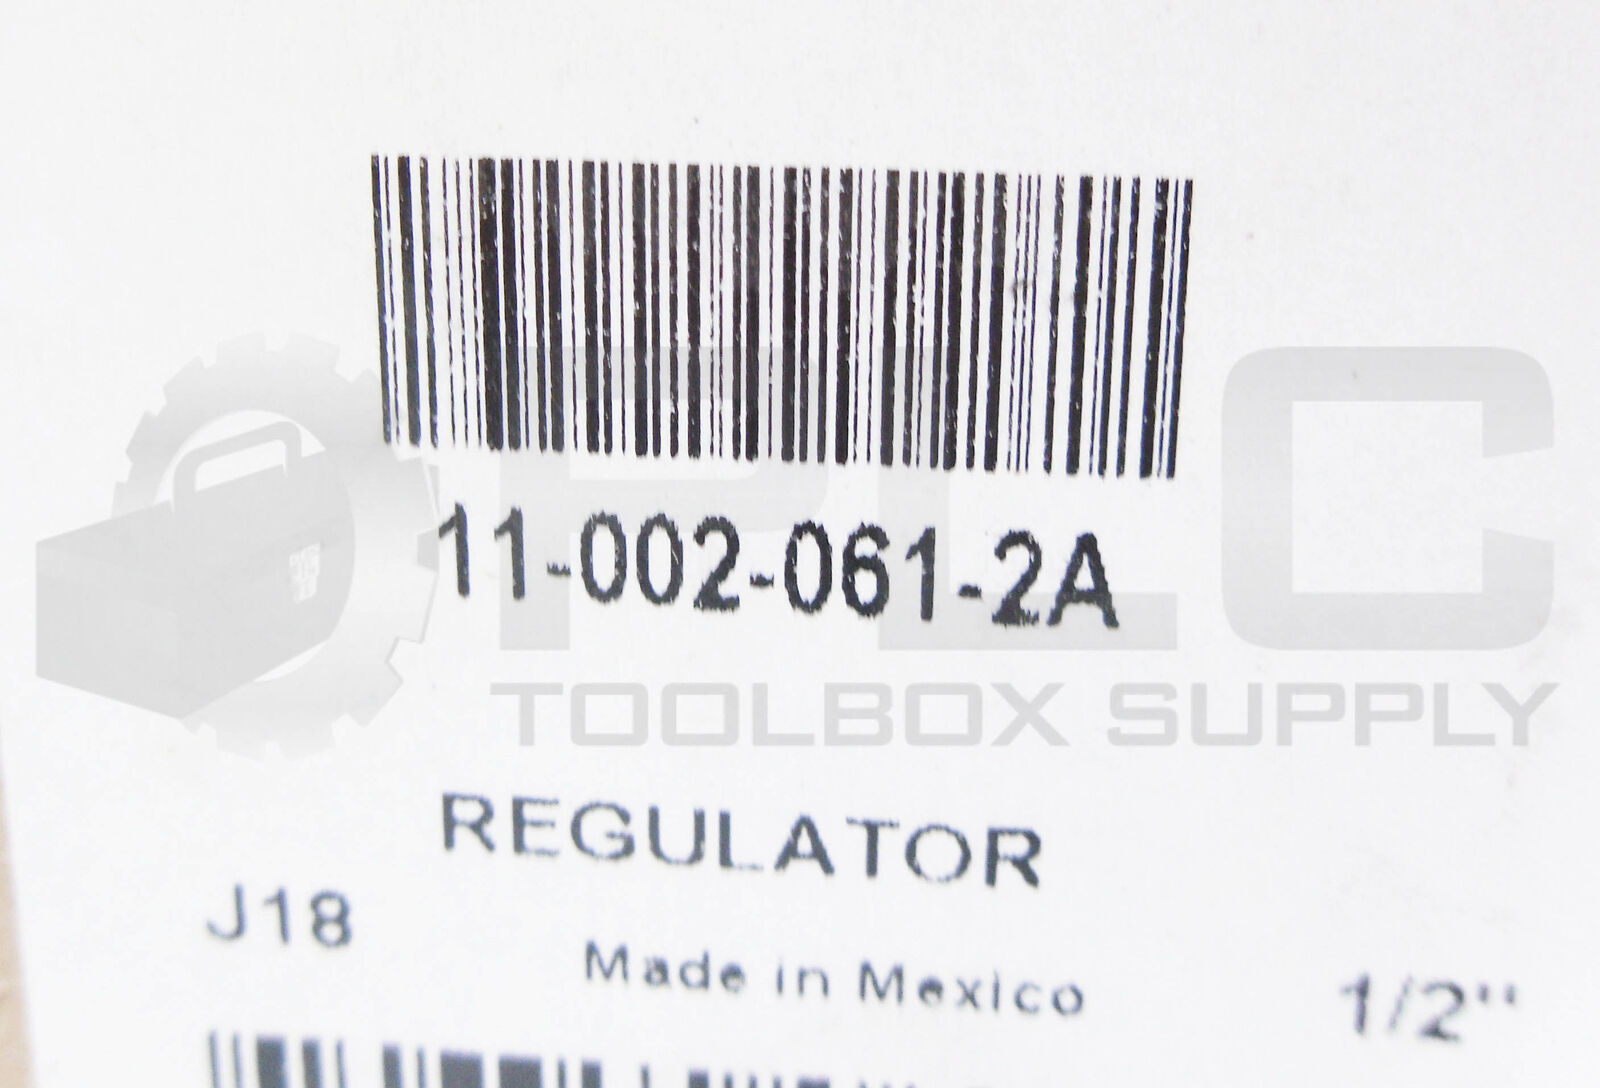 11-002-061-2A
PLC
TOOLBOX SUPPLY
REGULATOR
J18
Made in Mexico
1/2"